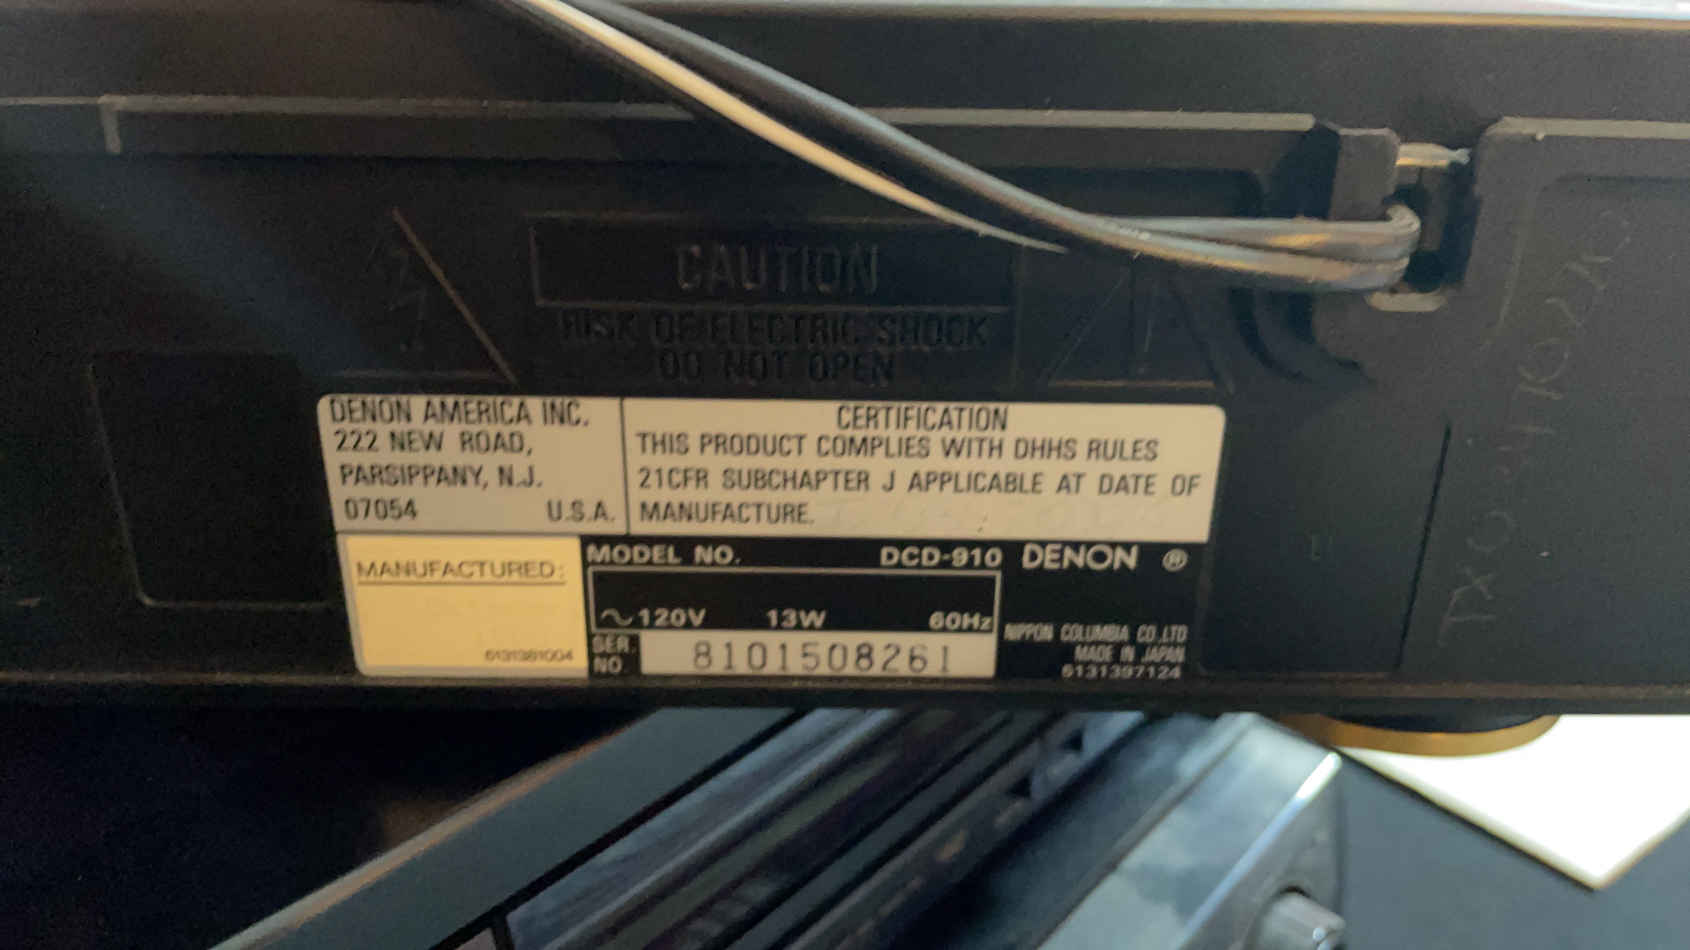 CAUTION
RISK OF ELECTRIC SHOCK
DO NOT OPEN
DENON AMERICA INC.
222 NEW ROAD,
PARSIPPANY, N.J.
07054 U.S.A.
CERTIFICATION
THIS PRODUCT COMPLIES WITH DHHS RULES
21CFR SUBCHAPTER J APPLICABLE AT DATE OF
MANUFACTURE.
MANUFACTURED:
6131381004
MODEL NO. DCD-910
~120V 13W 60Hz
SER. NO. 8101508261
DENON ®
NIPPON COLUMBIA CO.,LTD
MADE IN JAPAN
6131397124